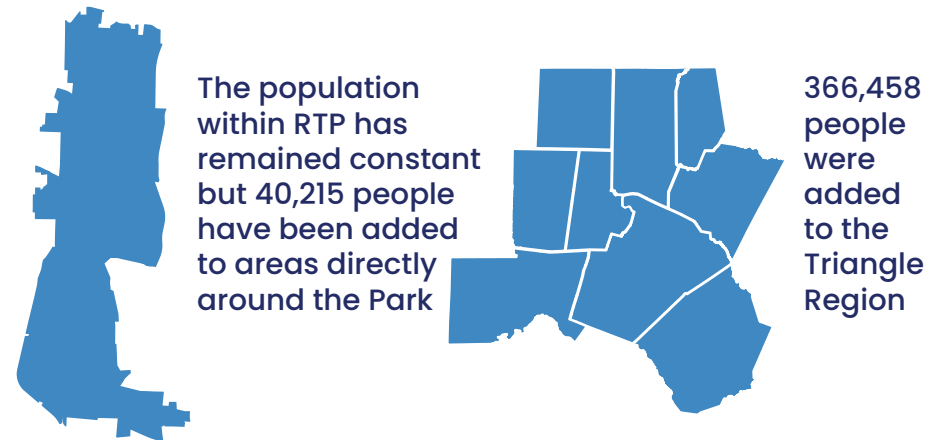 The population
within RTP has
remained constant
but 40,215 people
have been added
to areas directly
around the Park
366,458
people
were
added
to the
Triangle
Region